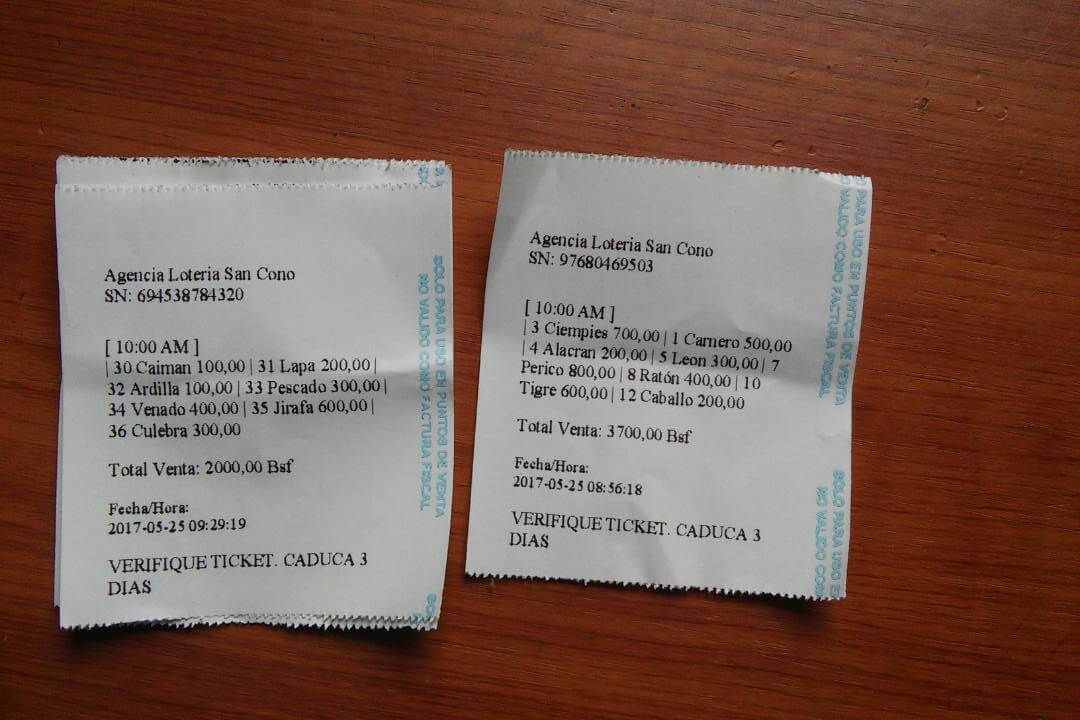 Agencia Loteria San Cono
SN: 694538784320
[ 10:00 AM ]
| 30 Caiman 100,00 | 31 Lapa 200,00 |
32 Ardilla 100,00 | 33 Pescado 300,00 |
34 Venado 400,00 | 35 Jirafa 600,00 |
36 Culebra 300,00
Total Venta: 2000,00 Bsf
Fecha/Hora:
2017-05-25 09:29:19
VERIFIQUE TICKET. CADUCA 3
DIAS
SOLO PARA USO EN PUNTOS DE VENTA
NO VALIDO COMO FACTURA FISCAL
SOLO
Agencia Loteria San Cono
SN: 97680469503
[ 10:00 AM ]
| 3 Ciempies 700,00 | 1 Carnero 500,00
| 4 Alacran 200,00 | 5 Leon 300,00 | 7
Perico 800,00 | 8 Ratón 400,00 | 10
Tigre 600,00 | 12 Caballo 200,00
Total Venta: 3700,00 Bsf
Fecha/Hora:
2017-05-25 08:56:18
VERIFIQUE TICKET. CADUCA 3
DIAS
PARA USO EN PUNTOS DE VENTA
NO VALIDO COMO FACTURA FISCAL
SOLO PARA USO
NO VALIDO COM